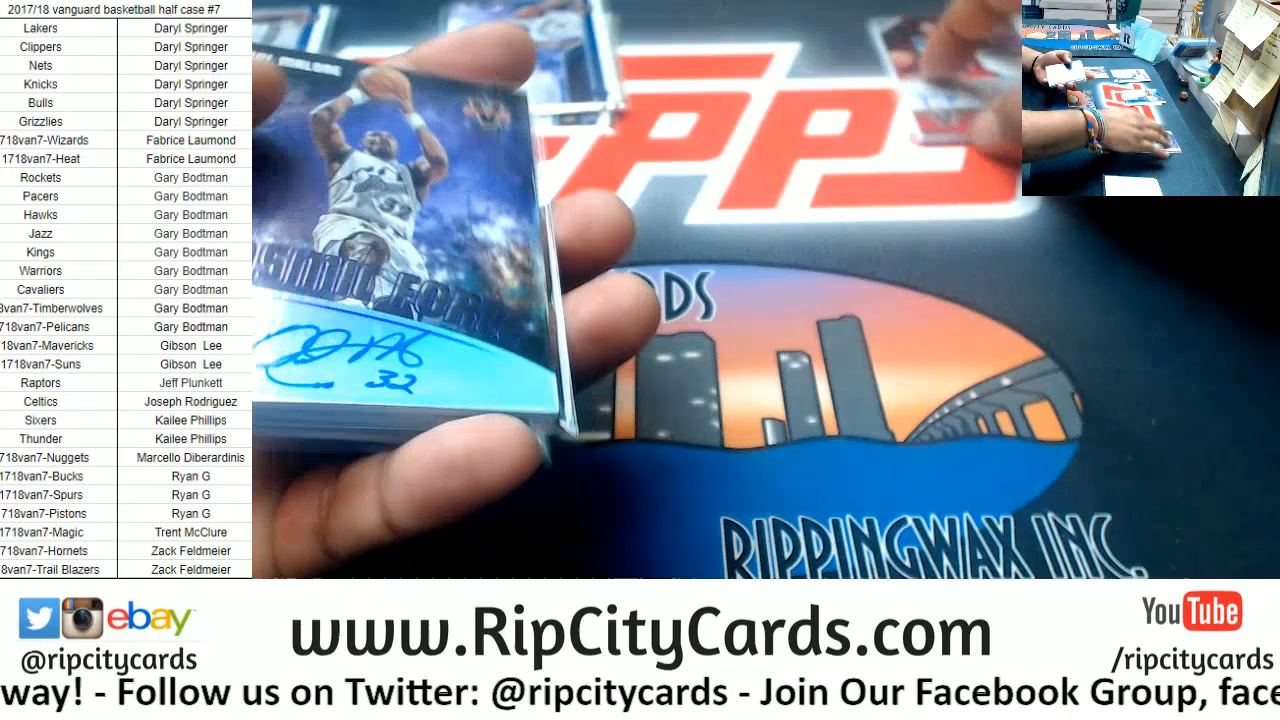 2017/18 vanguard basketball half case #7
Lakers Daryl Springer
Clippers Daryl Springer
Nets Daryl Springer
Knicks Daryl Springer
Bulls Daryl Springer
Grizzlies Daryl Springer
718van7-Wizards Fabrice Laumond
1718van7-Heat Fabrice Laumond
Rockets Gary Bodtman
Pacers Gary Bodtman
Hawks Gary Bodtman
Jazz Gary Bodtman
Kings Gary Bodtman
Warriors Gary Bodtman
Cavaliers Gary Bodtman
8van7-Timberwolves Gary Bodtman
718van7-Pelicans Gary Bodtman
18van7-Mavericks Gibson Lee
1718van7-Suns Gibson Lee
Raptors Jeff Plunkett
Celtics Joseph Rodriguez
Sixers Kailee Phillips
Thunder Kailee Phillips
718van7-Nuggets Marcello Diberardinis
1718van7-Bucks Ryan G
1718van7-Spurs Ryan G
718van7-Pistons Ryan G
1718van7-Magic Trent McClure
718van7-Hornets Zack Feldmeier
8van7-Trail Blazers Zack Feldmeier
MALONE
32
OSMIC FOR
32
PPS
RDS
RIPPINGWAX INC.
ebay
@ripcitycards
www.RipCityCards.com
YouTube
/ripcitycards
way! - Follow us on Twitter: @ripcitycards - Join Our Facebook Group, face